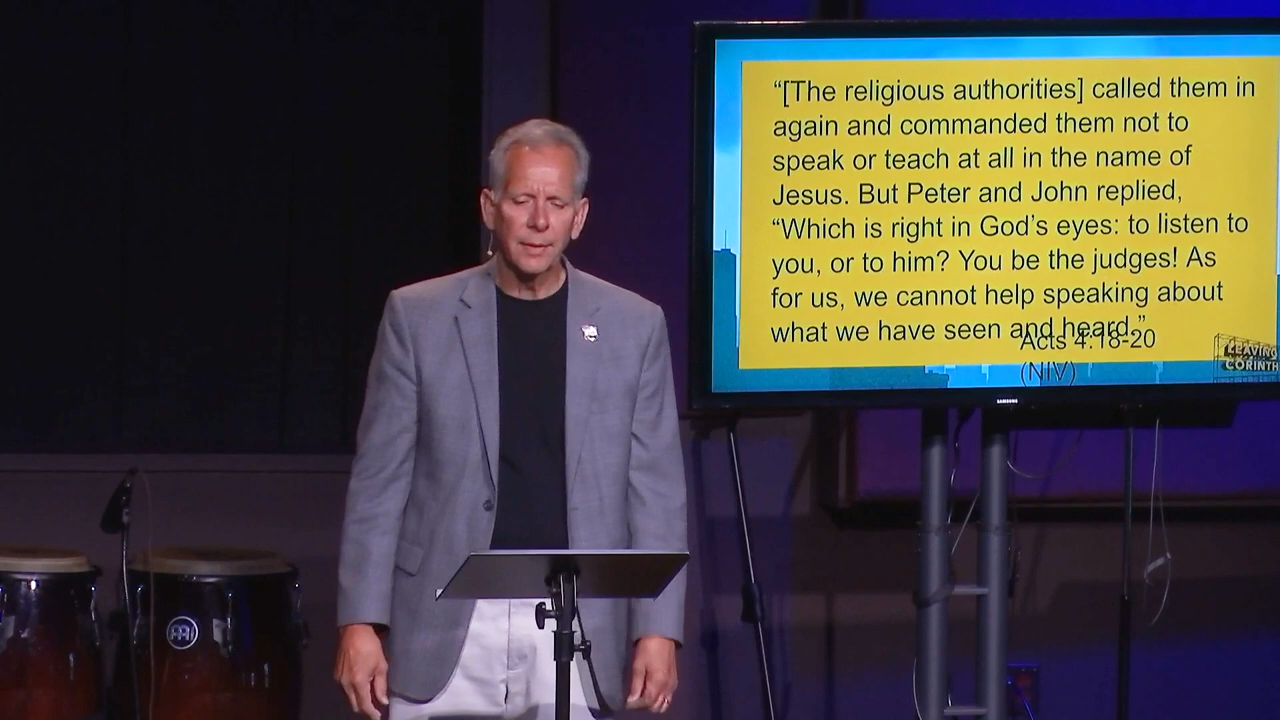 “[The religious authorities] called them in
again and commanded them not to
speak or teach at all in the name of
Jesus. But Peter and John replied,
“Which is right in God’s eyes: to listen to
you, or to him? You be the judges! As
for us, we cannot help speaking about
what we have seen and heard.”
Acts 4:18-20
(NIV)
LEAVING
CORINTH
SAMSUNG